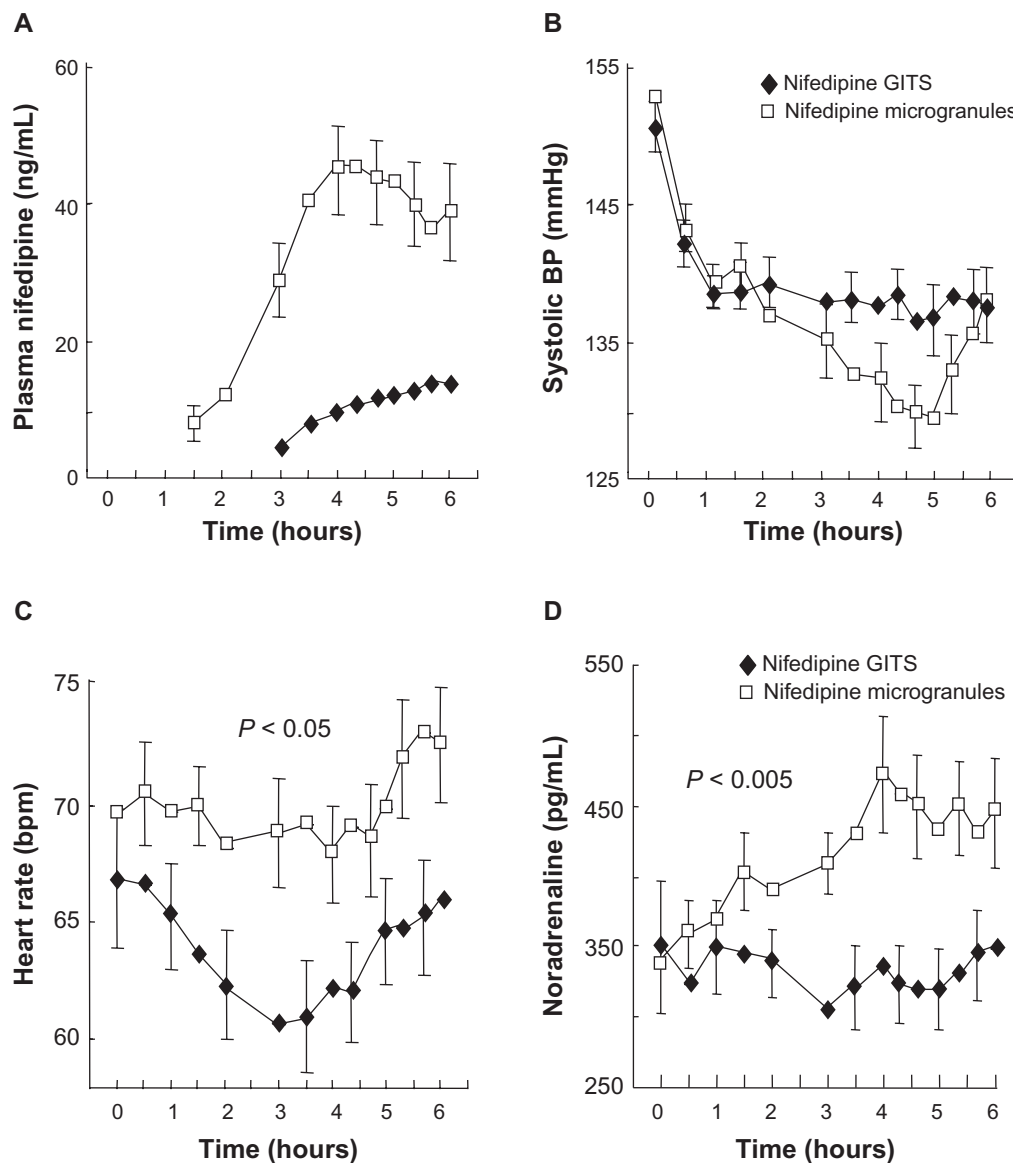 A
60
40
20
0
Plasma nifedipine (ng/mL)
0 1 2 3 4 5 6
Time (hours)
B
155
145
135
125
Systolic BP (mmHg)
Nifedipine GITS
Nifedipine microgranules
0 1 2 3 4 5 6
Time (hours)
C
75
70
65
60
Heart rate (bpm)
P < 0.05
0 1 2 3 4 5 6
Time (hours)
D
550
450
350
250
Noradrenaline (pg/mL)
Nifedipine GITS
Nifedipine microgranules
P < 0.005
0 1 2 3 4 5 6
Time (hours)